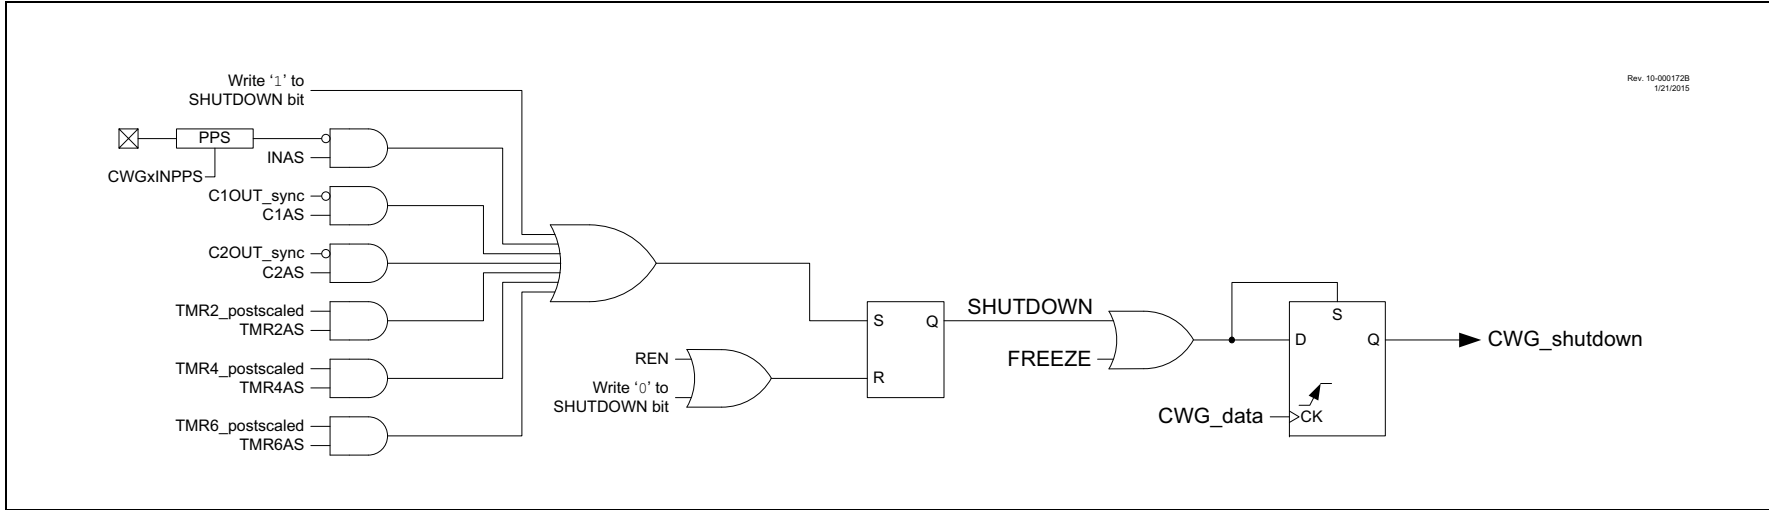 Rev. 10-000172B
1/21/2015
Write ‘1’ to
SHUTDOWN bit
PPS
INAS
CWGxINPPS
C1OUT_sync
C1AS
C2OUT_sync
C2AS
TMR2_postscaled
TMR2AS
TMR4_postscaled
TMR4AS
TMR6_postscaled
TMR6AS
REN
Write ‘0’ to
SHUTDOWN bit
S
Q
R
SHUTDOWN
FREEZE
S
D
Q
CWG_data
CK
CWG_shutdown